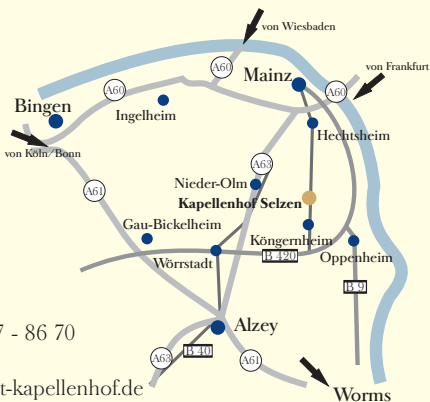 von Wiesbaden
A60
Mainz
von Frankfurt
A60
A60
Bingen
Ingelheim
Hechtsheim
von Köln/Bonn
A63
Nieder-Olm
A61
Kapellenhof Selzen
Gau-Bickelheim
Köngernheim
B 420
Oppenheim
Wörrstadt
B 9
7 - 86 70
Alzey
B 40
A63
A61
t-kapellenhof.de
Worms